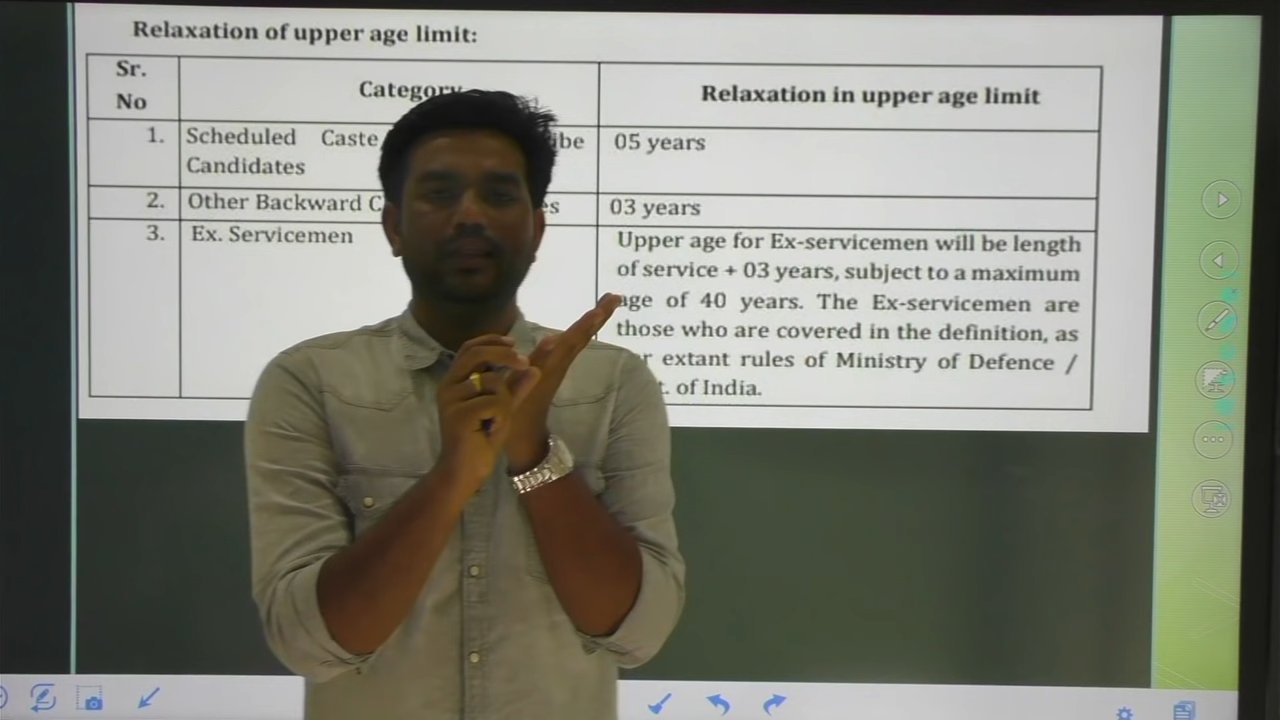 Relaxation of upper age limit:
Sr.
No
Category
Relaxation in upper age limit
1.
Scheduled Caste
Candidates
05 years
2.
Other Backward
03 years
3.
Ex. Servicemen
Upper age for Ex-servicemen will be length
of service + 03 years, subject to a maximum
age of 40 years. The Ex-servicemen are
those who are covered in the definition, as
extant rules of Ministry of Defence /
of India.